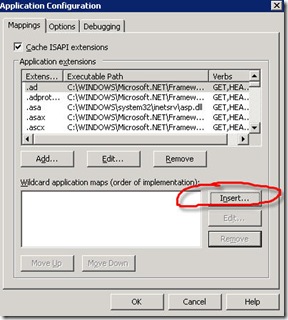 Application Configuration
Mappings Options Debugging
Cache ISAPI extensions
Application extensions
Extens... Executable Path Verbs
.ad C:\WINDOWS\Microsoft.NET\Framew... GET,HEA...
.adprot... C:\WINDOWS\Microsoft.NET\Framew... GET,HEA...
.asa C:\WINDOWS\system32\inetsrv\asp.dll GET,HEA...
.asax C:\WINDOWS\Microsoft.NET\Framew... GET,HEA...
.ascx C:\WINDOWS\Microsoft.NET\Framew... GET,HEA...
Add... Edit... Remove
Wildcard application maps (order of implementation):
Insert...
Edit...
Remove
Move Up Move Down
OK Cancel Help